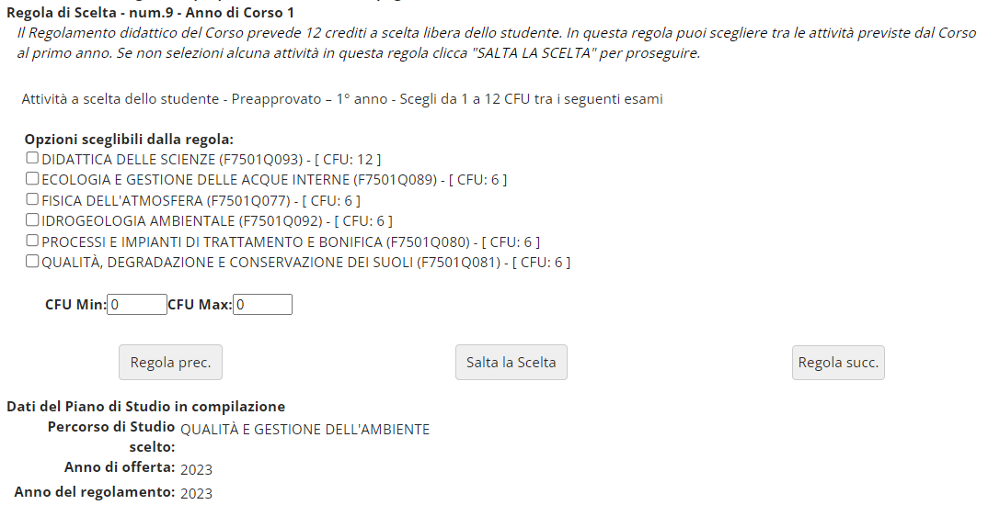 Regola di Scelta - num.9 - Anno di Corso 1
Il Regolamento didattico del Corso prevede 12 crediti a scelta libera dello studente. In questa regola puoi scegliere tra le attività previste dal Corso
al primo anno. Se non selezioni alcuna attività in questa regola clicca "SALTA LA SCELTA" per proseguire.
Attività a scelta dello studente - Preapprovato – 1° anno - Scegli da 1 a 12 CFU tra i seguenti esami
Opzioni sceglibili dalla regola:
DIDATTICA DELLE SCIENZE (F7501Q093) - [ CFU: 12 ]
ECOLOGIA E GESTIONE DELLE ACQUE INTERNE (F7501Q089) - [ CFU: 6 ]
FISICA DELL'ATMOSFERA (F7501Q077) - [ CFU: 6 ]
IDROGEOLOGIA AMBIENTALE (F7501Q092) - [ CFU: 6 ]
PROCESSI E IMPIANTI DI TRATTAMENTO E BONIFICA (F7501Q080) - [ CFU: 6 ]
QUALITÀ, DEGRADAZIONE E CONSERVAZIONE DEI SUOLI (F7501Q081) - [ CFU: 6 ]
CFU Min: 0 CFU Max: 0
Regola prec. Salta la Scelta Regola succ.
Dati del Piano di Studio in compilazione
Percorso di Studio scelto: QUALITÀ E GESTIONE DELL'AMBIENTE
Anno di offerta: 2023
Anno del regolamento: 2023